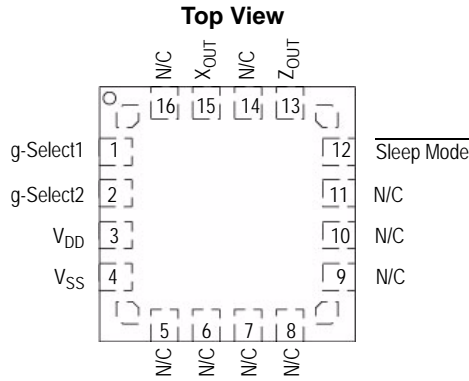 Top View
N/C
XOUT
N/C
ZOUT
16
15
14
13
g-Select1
1
12
Sleep Mode
g-Select2
2
11
N/C
VDD
3
10
N/C
VSS
4
9
N/C
5
6
7
8
N/C
N/C
N/C
N/C